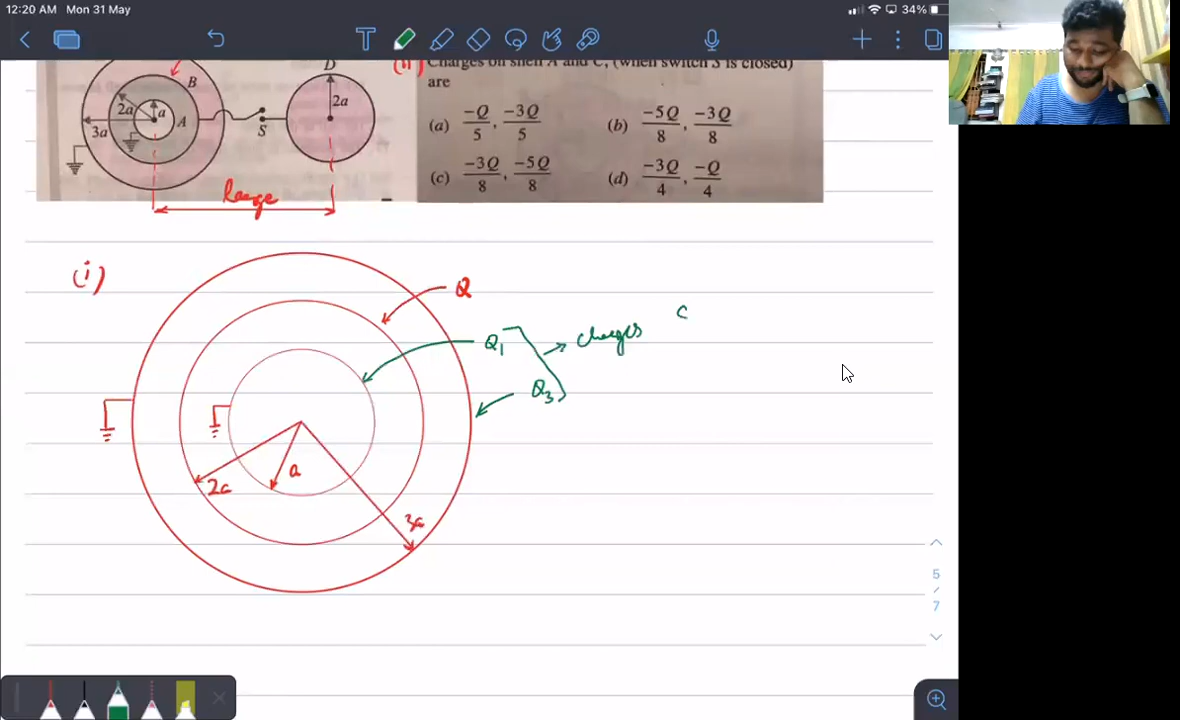 12:20 AM Mon 31 May
34%
T
(ii) Charges on shell A and C, (when switch S is closed)
are
(a) -Q/5, -3Q/5 (b) -5Q/8, -3Q/8
(c) -3Q/8, -5Q/8 (d) -3Q/4, -Q/4
B
D
2a
a
A
2a
3a
S
large
(i)
Q
Q1
charges
C
Q3
a
2a
3a
5
/
7